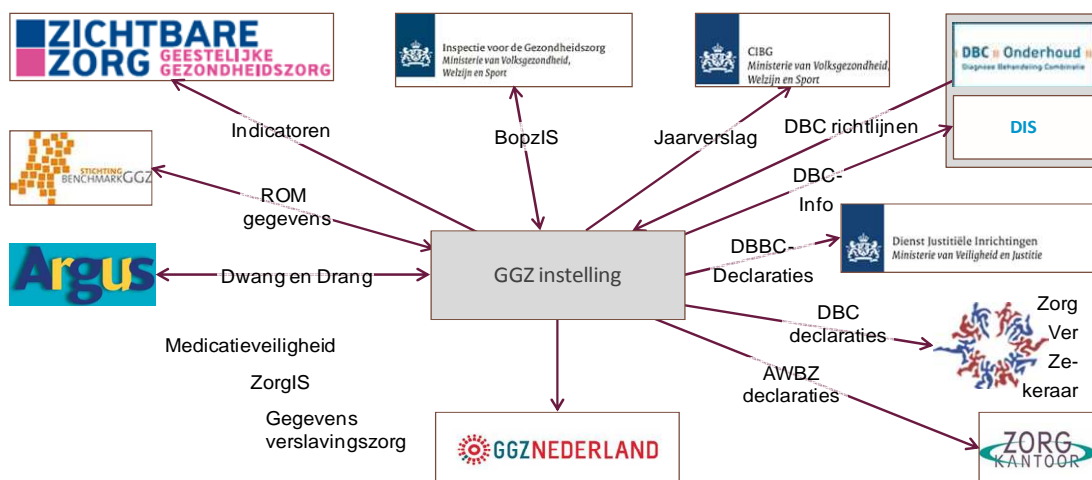 ZICHTBARE
ZORG GEESTELIJKE
GEZONDHEIDSZORG
Inspectie voor de Gezondheidszorg
Ministerie van Volksgezondheid,
Welzijn en Sport
CIBG
Ministerie van Volksgezondheid,
Welzijn en Sport
DBC Onderhoud
Diagnose Behandeling Combinatie
DIS
Indicatoren
BopzIS
Jaarverslag
DBC richtlijnen
STICHTING
BENCHMARKGGZ
ROM
gegevens
DBC-
Info
DBBC-
Declaraties
Dienst Justitiële Inrichtingen
Ministerie van Veiligheid en Justitie
Argus
Dwang en Drang
GGZ instelling
DBC
declaraties
Zorg
Ver
Ze-
keraar
Medicatieveiligheid
ZorgIS
Gegevens
verslavingszorg
AWBZ
declaraties
GGZNEDERLAND
ZORG
KANTOOR